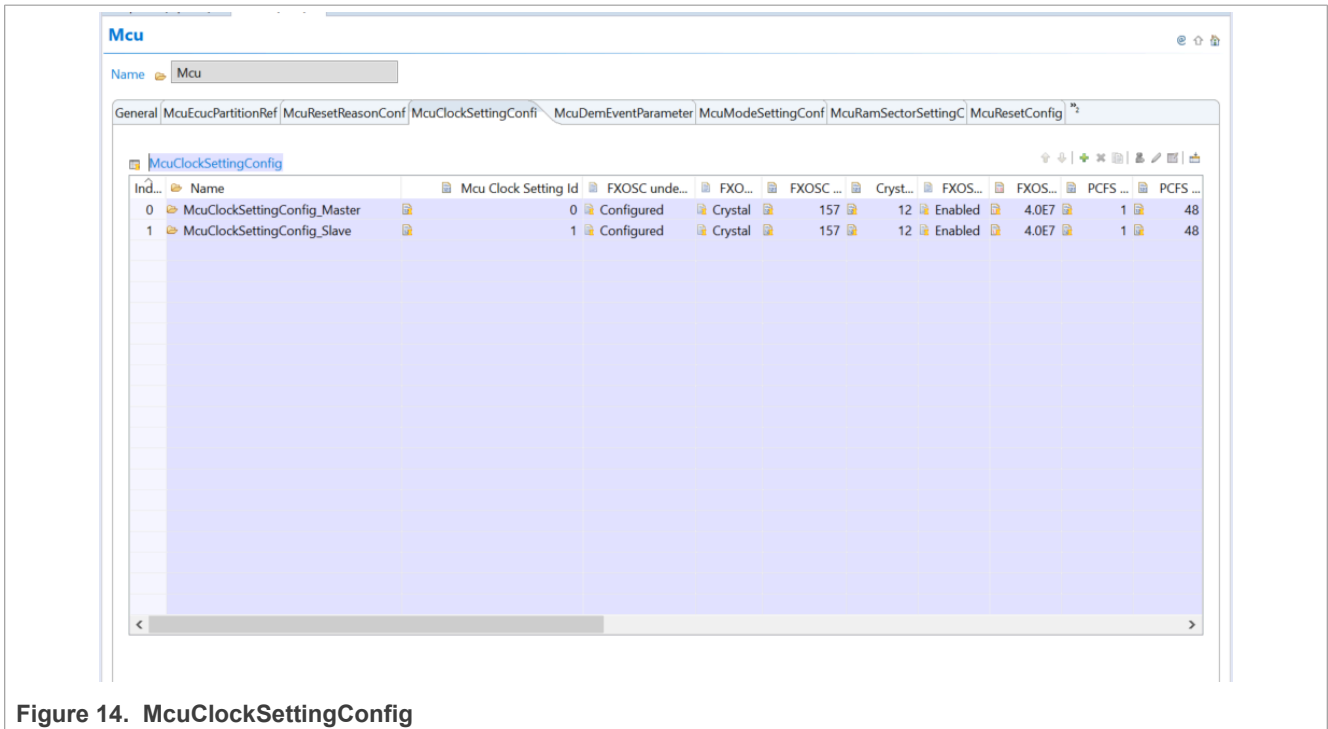 Mcu
Name Mcu
General McuEcucPartitionRef McuResetReasonConf McuClockSettingConfi McuDemEventParameter McuModeSettingConf McuRamSectorSettingC McuResetConfig »2
McuClockSettingConfig
Ind... Name Mcu Clock Setting Id FXOSC unde... FXO... FXOSC ... Cryst... FXOS... FXOS... PCFS ... PCFS ...
0 McuClockSettingConfig_Master 0 Configured Crystal 157 12 Enabled 4.0E7 1 48
1 McuClockSettingConfig_Slave 1 Configured Crystal 157 12 Enabled 4.0E7 1 48
Figure 14. McuClockSettingConfig